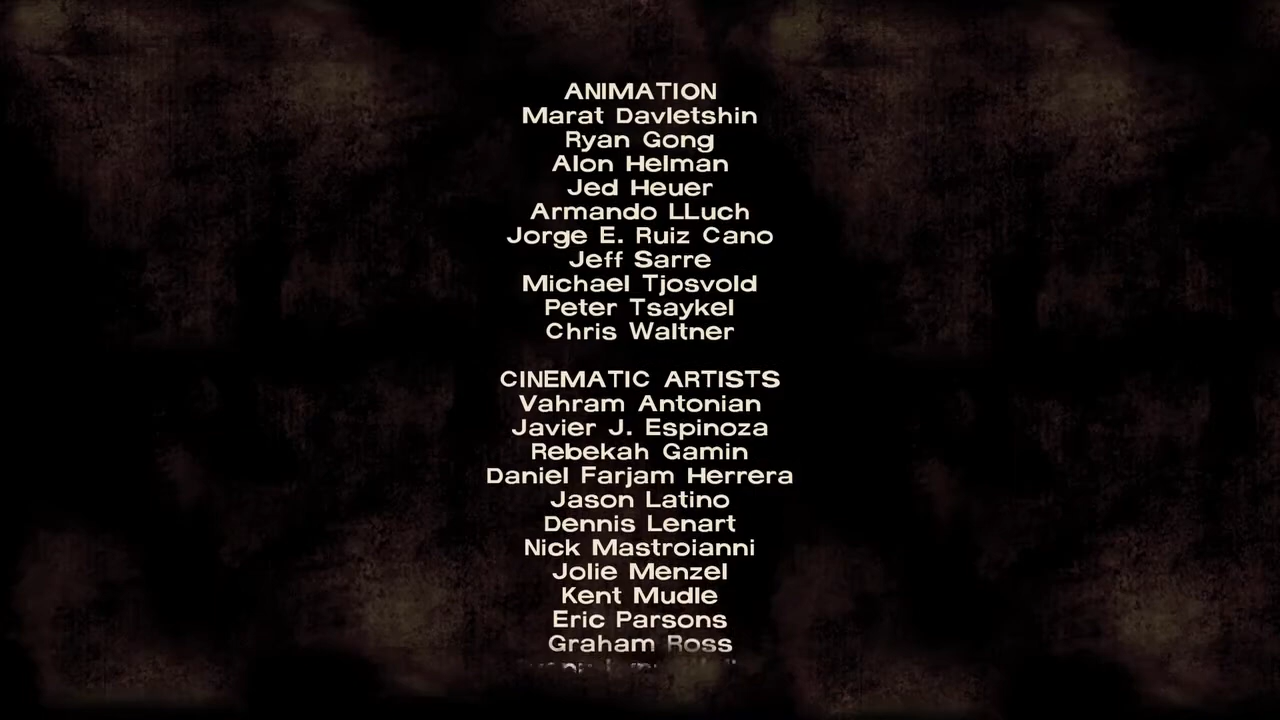 ANIMATION
Marat Davletshin
Ryan Gong
Alon Helman
Jed Heuer
Armando LLuch
Jorge E. Ruiz Cano
Jeff Sarre
Michael Tjosvold
Peter Tsaykel
Chris Waltner
CINEMATIC ARTISTS
Vahram Antonian
Javier J. Espinoza
Rebekah Gamin
Daniel Farjam Herrera
Jason Latino
Dennis Lenart
Nick Mastroianni
Jolie Menzel
Kent Mudle
Eric Parsons
Graham Ross